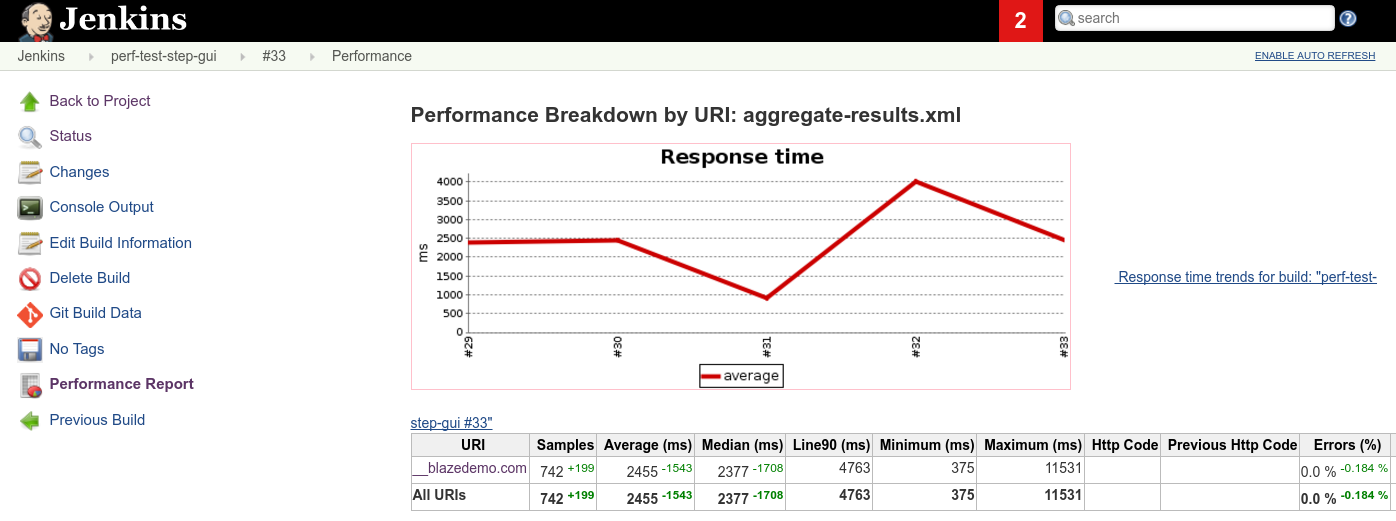 Jenkins
2
search
?
Jenkins perf-test-step-gui #33 Performance
ENABLE AUTO REFRESH
Back to Project
Status
Changes
Console Output
Edit Build Information
Delete Build
Git Build Data
No Tags
Performance Report
Previous Build
Performance Breakdown by URI: aggregate-results.xml
Response time
ms
4000
3500
3000
2500
2000
1500
1000
500
0
#29 #30 #31 #32 #33
average
Response time trends for build: "perf-test-
step-gui #33"
URI Samples Average (ms) Median (ms) Line90 (ms) Minimum (ms) Maximum (ms) Http Code Previous Http Code Errors (%)
__blazedemo.com 742 +199 2455 -1543 2377 -1708 4763 375 11531 0.0 % -0.184 %
All URIs 742 +199 2455 -1543 2377 -1708 4763 375 11531 0.0 % -0.184 %